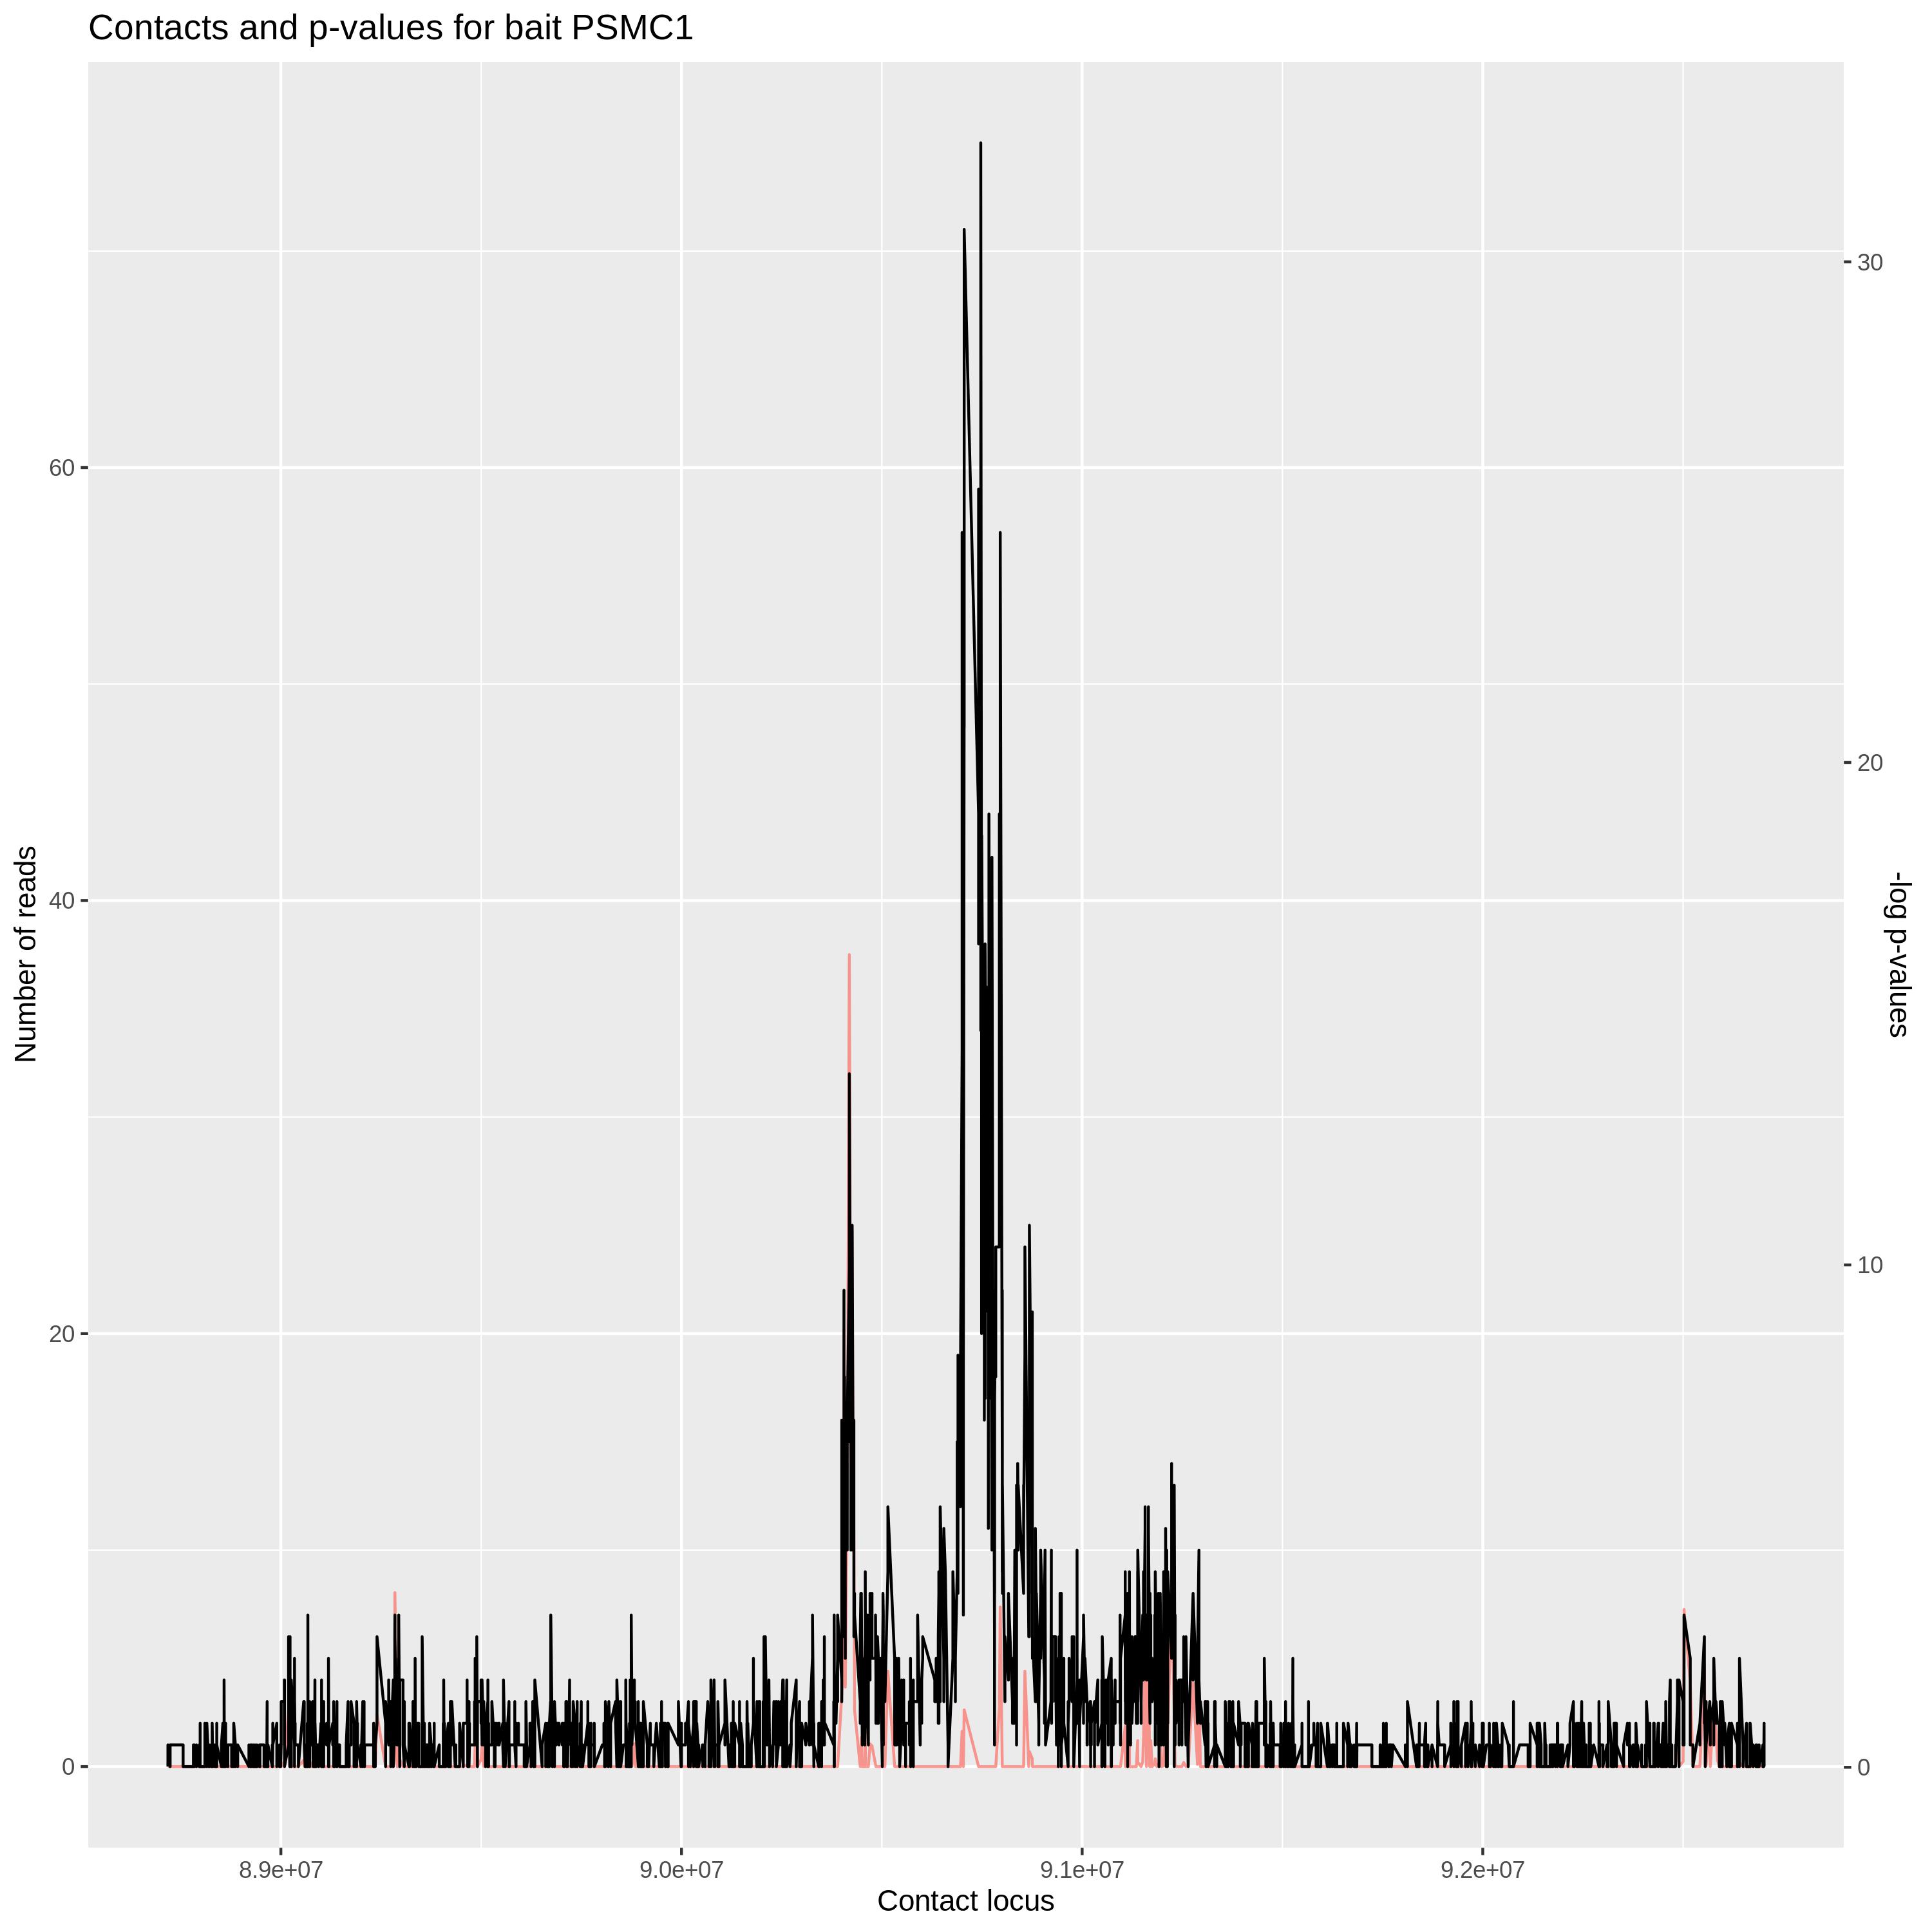 Contacts and p-values for bait PSMC1
Number of reads
60
40
20
0
30
20
10
0
-log p-values
8.9e+07
9.0e+07
9.1e+07
9.2e+07
Contact locus